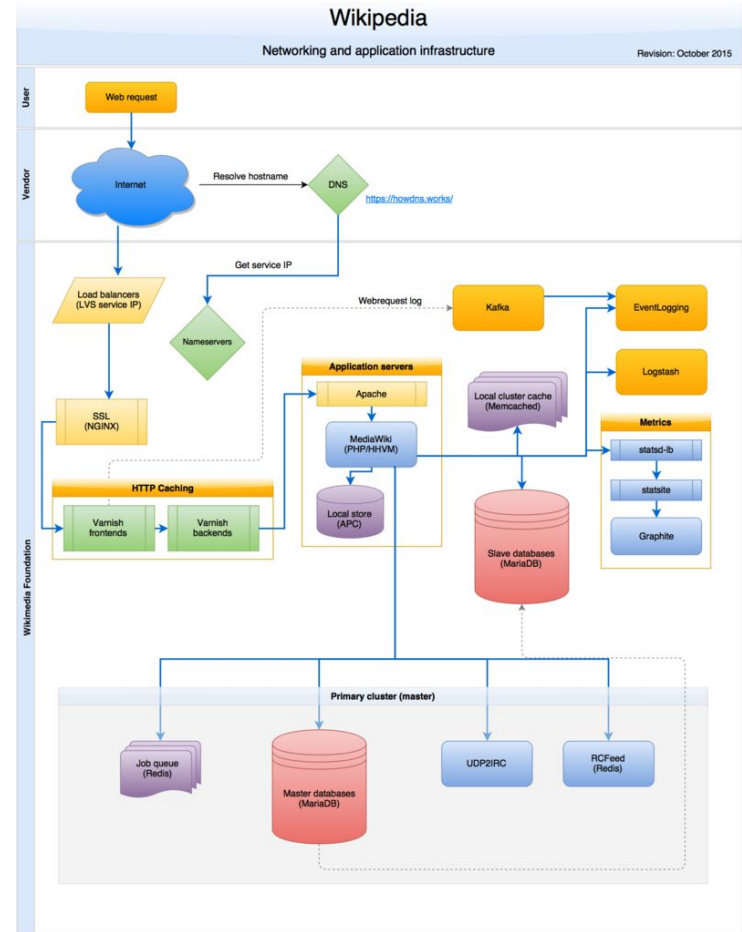 Wikipedia
Networking and application infrastructure
Revision: October 2015
User
Web request
Vendor
Internet
Resolve hostname
DNS
https://howdns.works/
Wikimedia Foundation
Get service IP
Load balancers
(LVS service IP)
Nameservers
Webrequest log
Kafka
EventLogging
Logstash
SSL
(NGINX)
Application servers
Apache
MediaWiki
(PHP/HHVM)
Local store
(APC)
Local cluster cache
(Memcached)
Metrics
statsd-lb
statsite
Graphite
HTTP Caching
Varnish
frontends
Varnish
backends
Slave databases
(MariaDB)
Primary cluster (master)
Job queue
(Redis)
Master databases
(MariaDB)
UDP2IRC
RCFeed
(Redis)